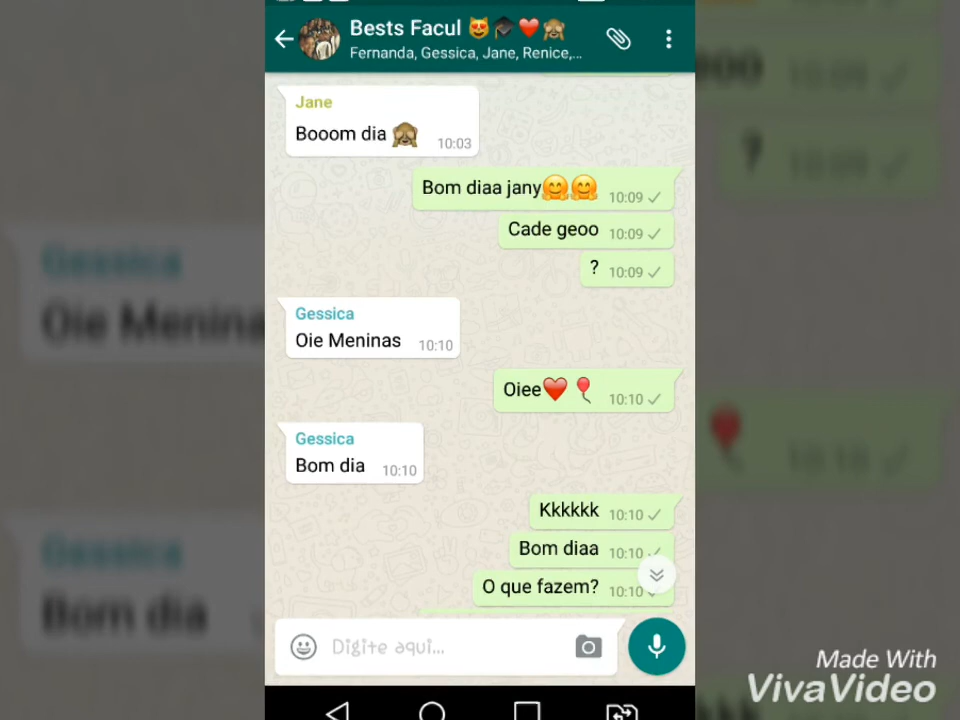 Bests Facul 😻🎓❤️🙈
Fernanda, Gessica, Jane, Renice,...
Jane
Booom dia 🙈 10:03
Bom diaa jany🤗🤗 10:09
Cade geoo 10:09
? 10:09
Gessica
Oie Meninas 10:10
Oiee❤️🎈 10:10
Gessica
Bom dia 10:10
Kkkkkk 10:10
Bom diaa 10:10
O que fazem? 10:10
Digite aqui...
Made With
VivaVideo